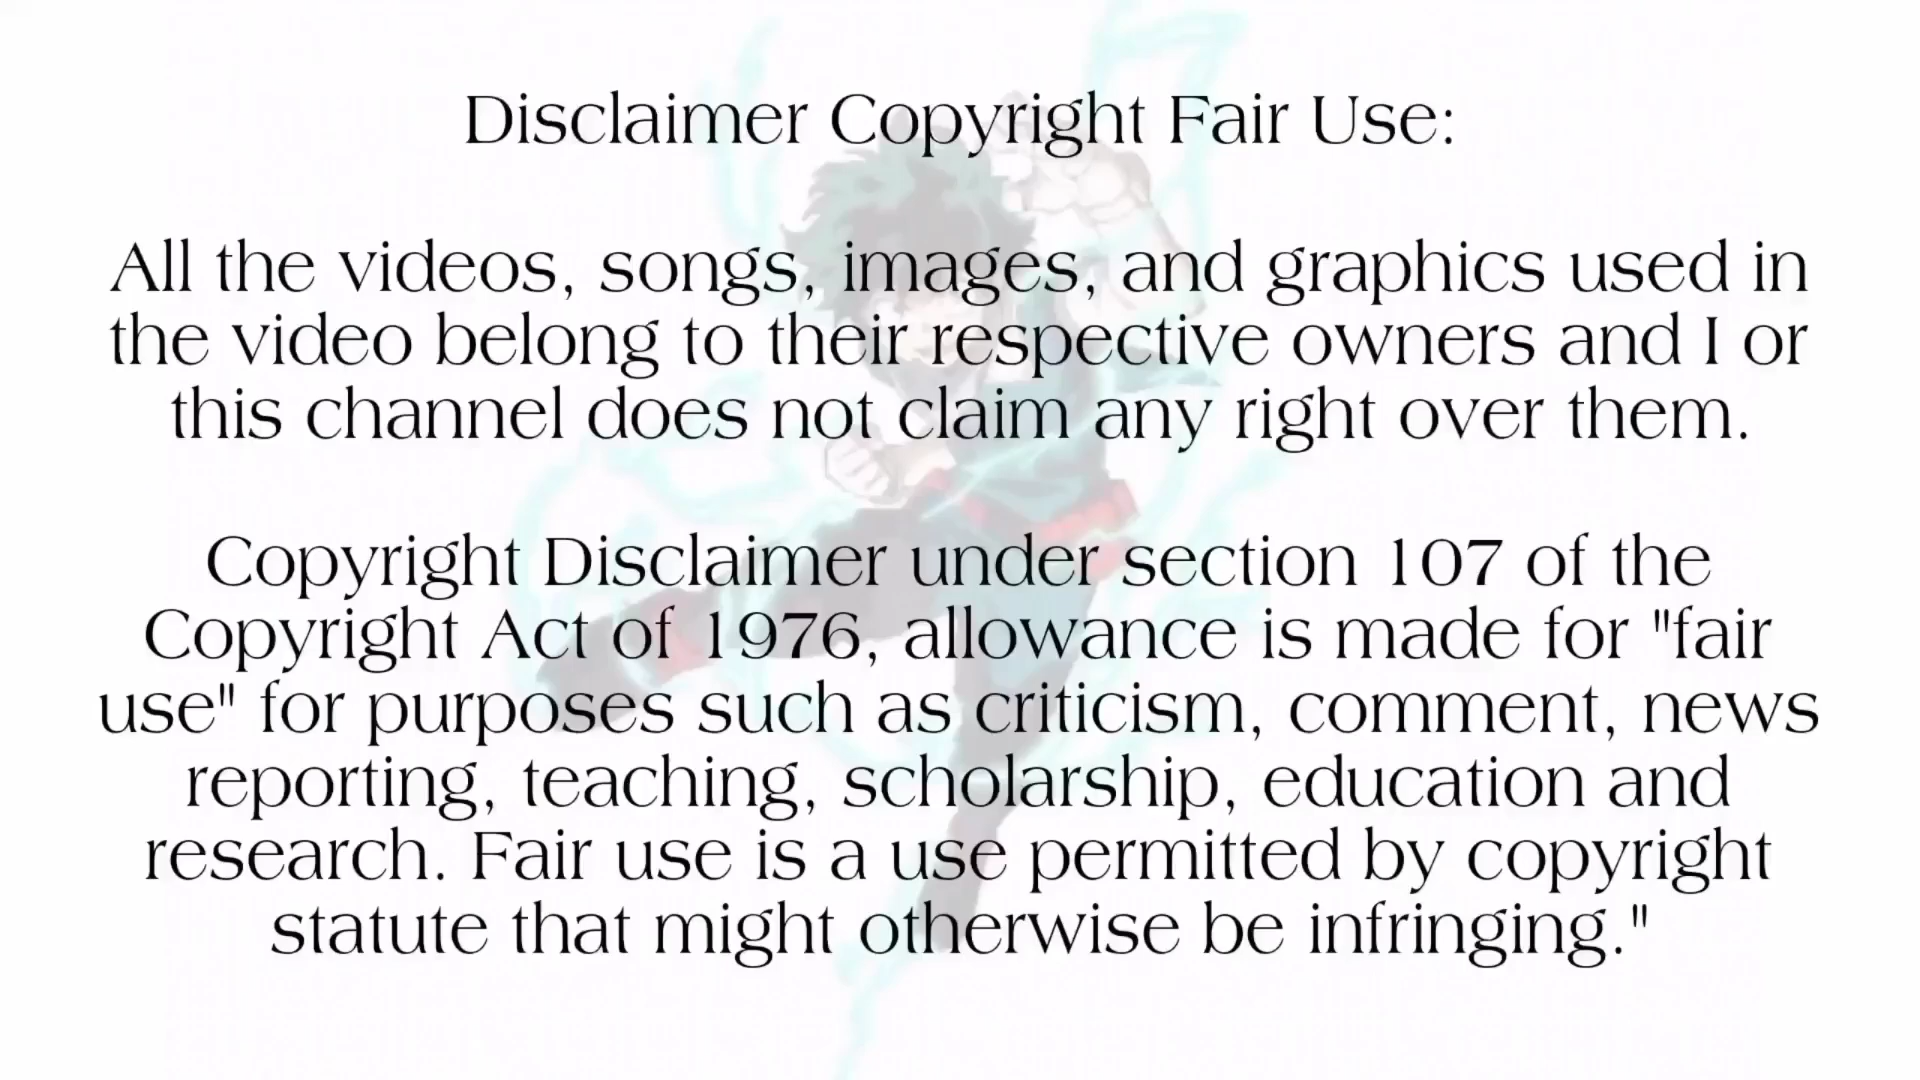 Disclaimer Copyright Fair Use:
All the videos, songs, images, and graphics used in
the video belong to their respective owners and I or
this channel does not claim any right over them.
Copyright Disclaimer under section 107 of the
Copyright Act of 1976, allowance is made for "fair
use" for purposes such as criticism, comment, news
reporting, teaching, scholarship, education and
research. Fair use is a use permitted by copyright
statute that might otherwise be infringing."